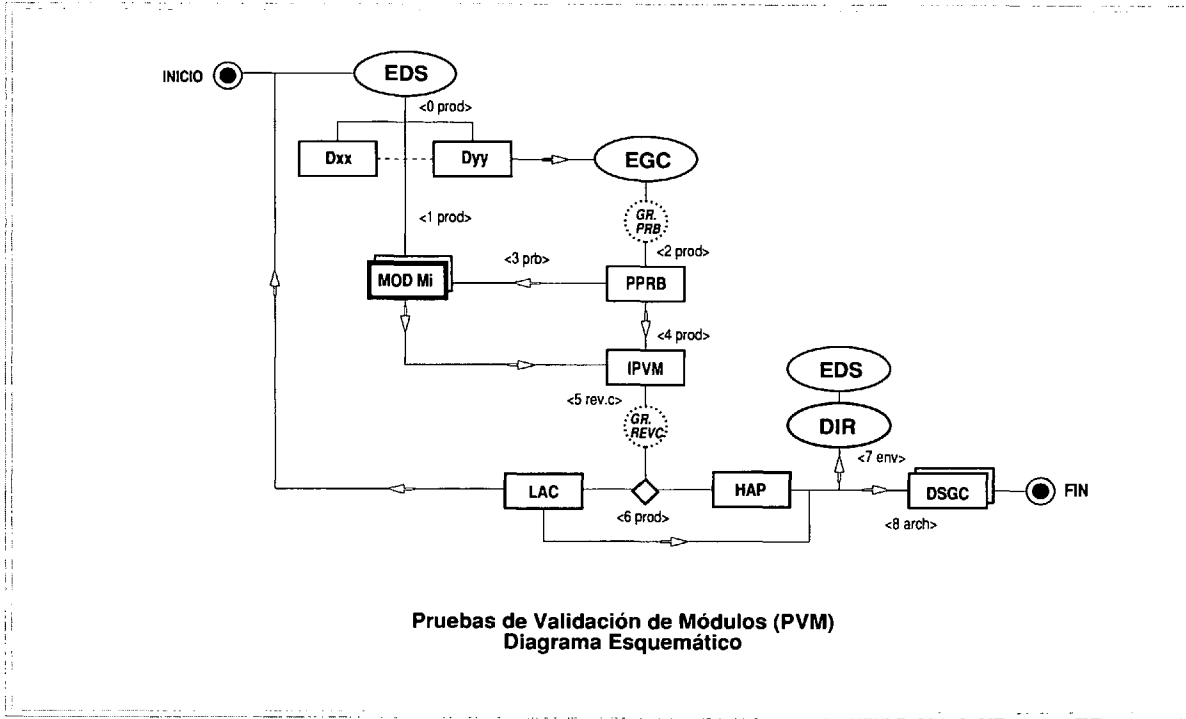 INICIO
EDS
<0 prod>
Dxx
Dyy
EGC
GR.
PRB
<1 prod>
<2 prod>
<3 prb>
MOD Mi
PPRB
<4 prod>
IPVM
EDS
<5 rev.c>
GR.
REVC
DIR
<7 env>
LAC
HAP
DSGC
FIN
<6 prod>
<8 arch>
Pruebas de Validación de Módulos (PVM)
Diagrama Esquemático